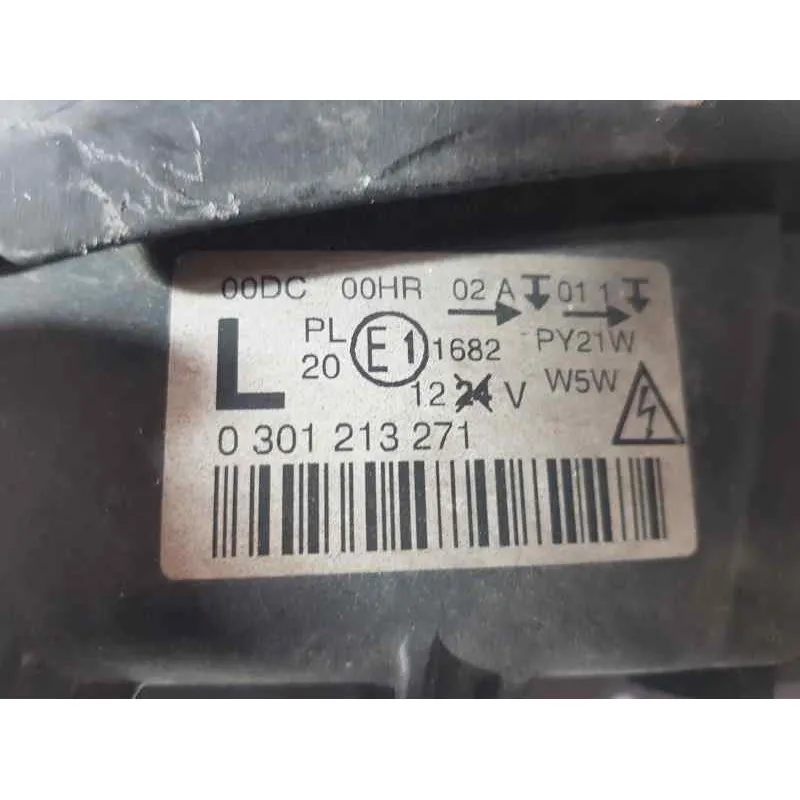 00DC 00HR 02 A 01 1
L PL 20 E1 1682 PY21W
12 24 V W5W
0 301 213 271